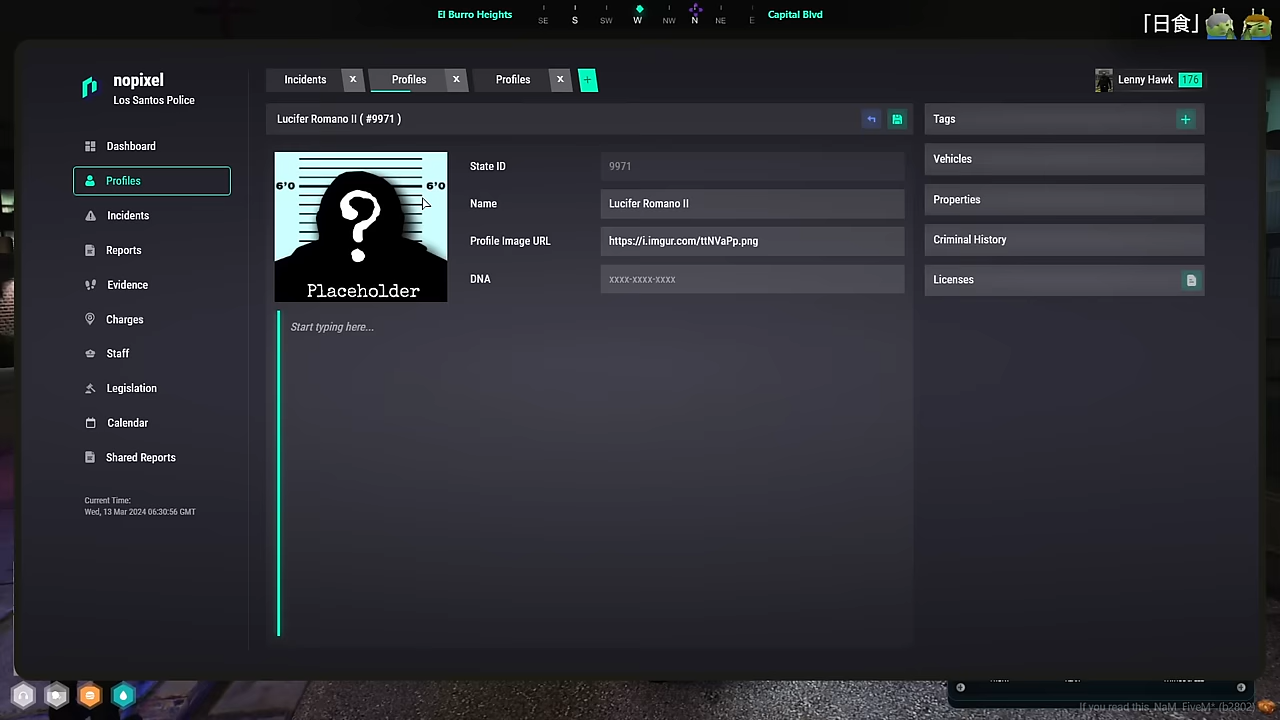 El Burro Heights
SE S SW W NW N NE E
Capital Blvd
「日食」
nopixel
Los Santos Police
Incidents x
Profiles x
Profiles x
+
Lenny Hawk 176
Dashboard
Profiles
Incidents
Reports
Evidence
Charges
Staff
Legislation
Calendar
Shared Reports
Current Time:
Wed, 13 Mar 2024 06:30:56 GMT
Lucifer Romano II ( #9971 )
6'0 6'0
?
Placeholder
State ID 9971
Name Lucifer Romano II
Profile Image URL https://i.imgur.com/ttNVaPp.png
DNA xxxx-xxxx-xxxx
Start typing here...
Tags +
Vehicles
Properties
Criminal History
Licenses
If you read this, NaM FiveM* (b2802)